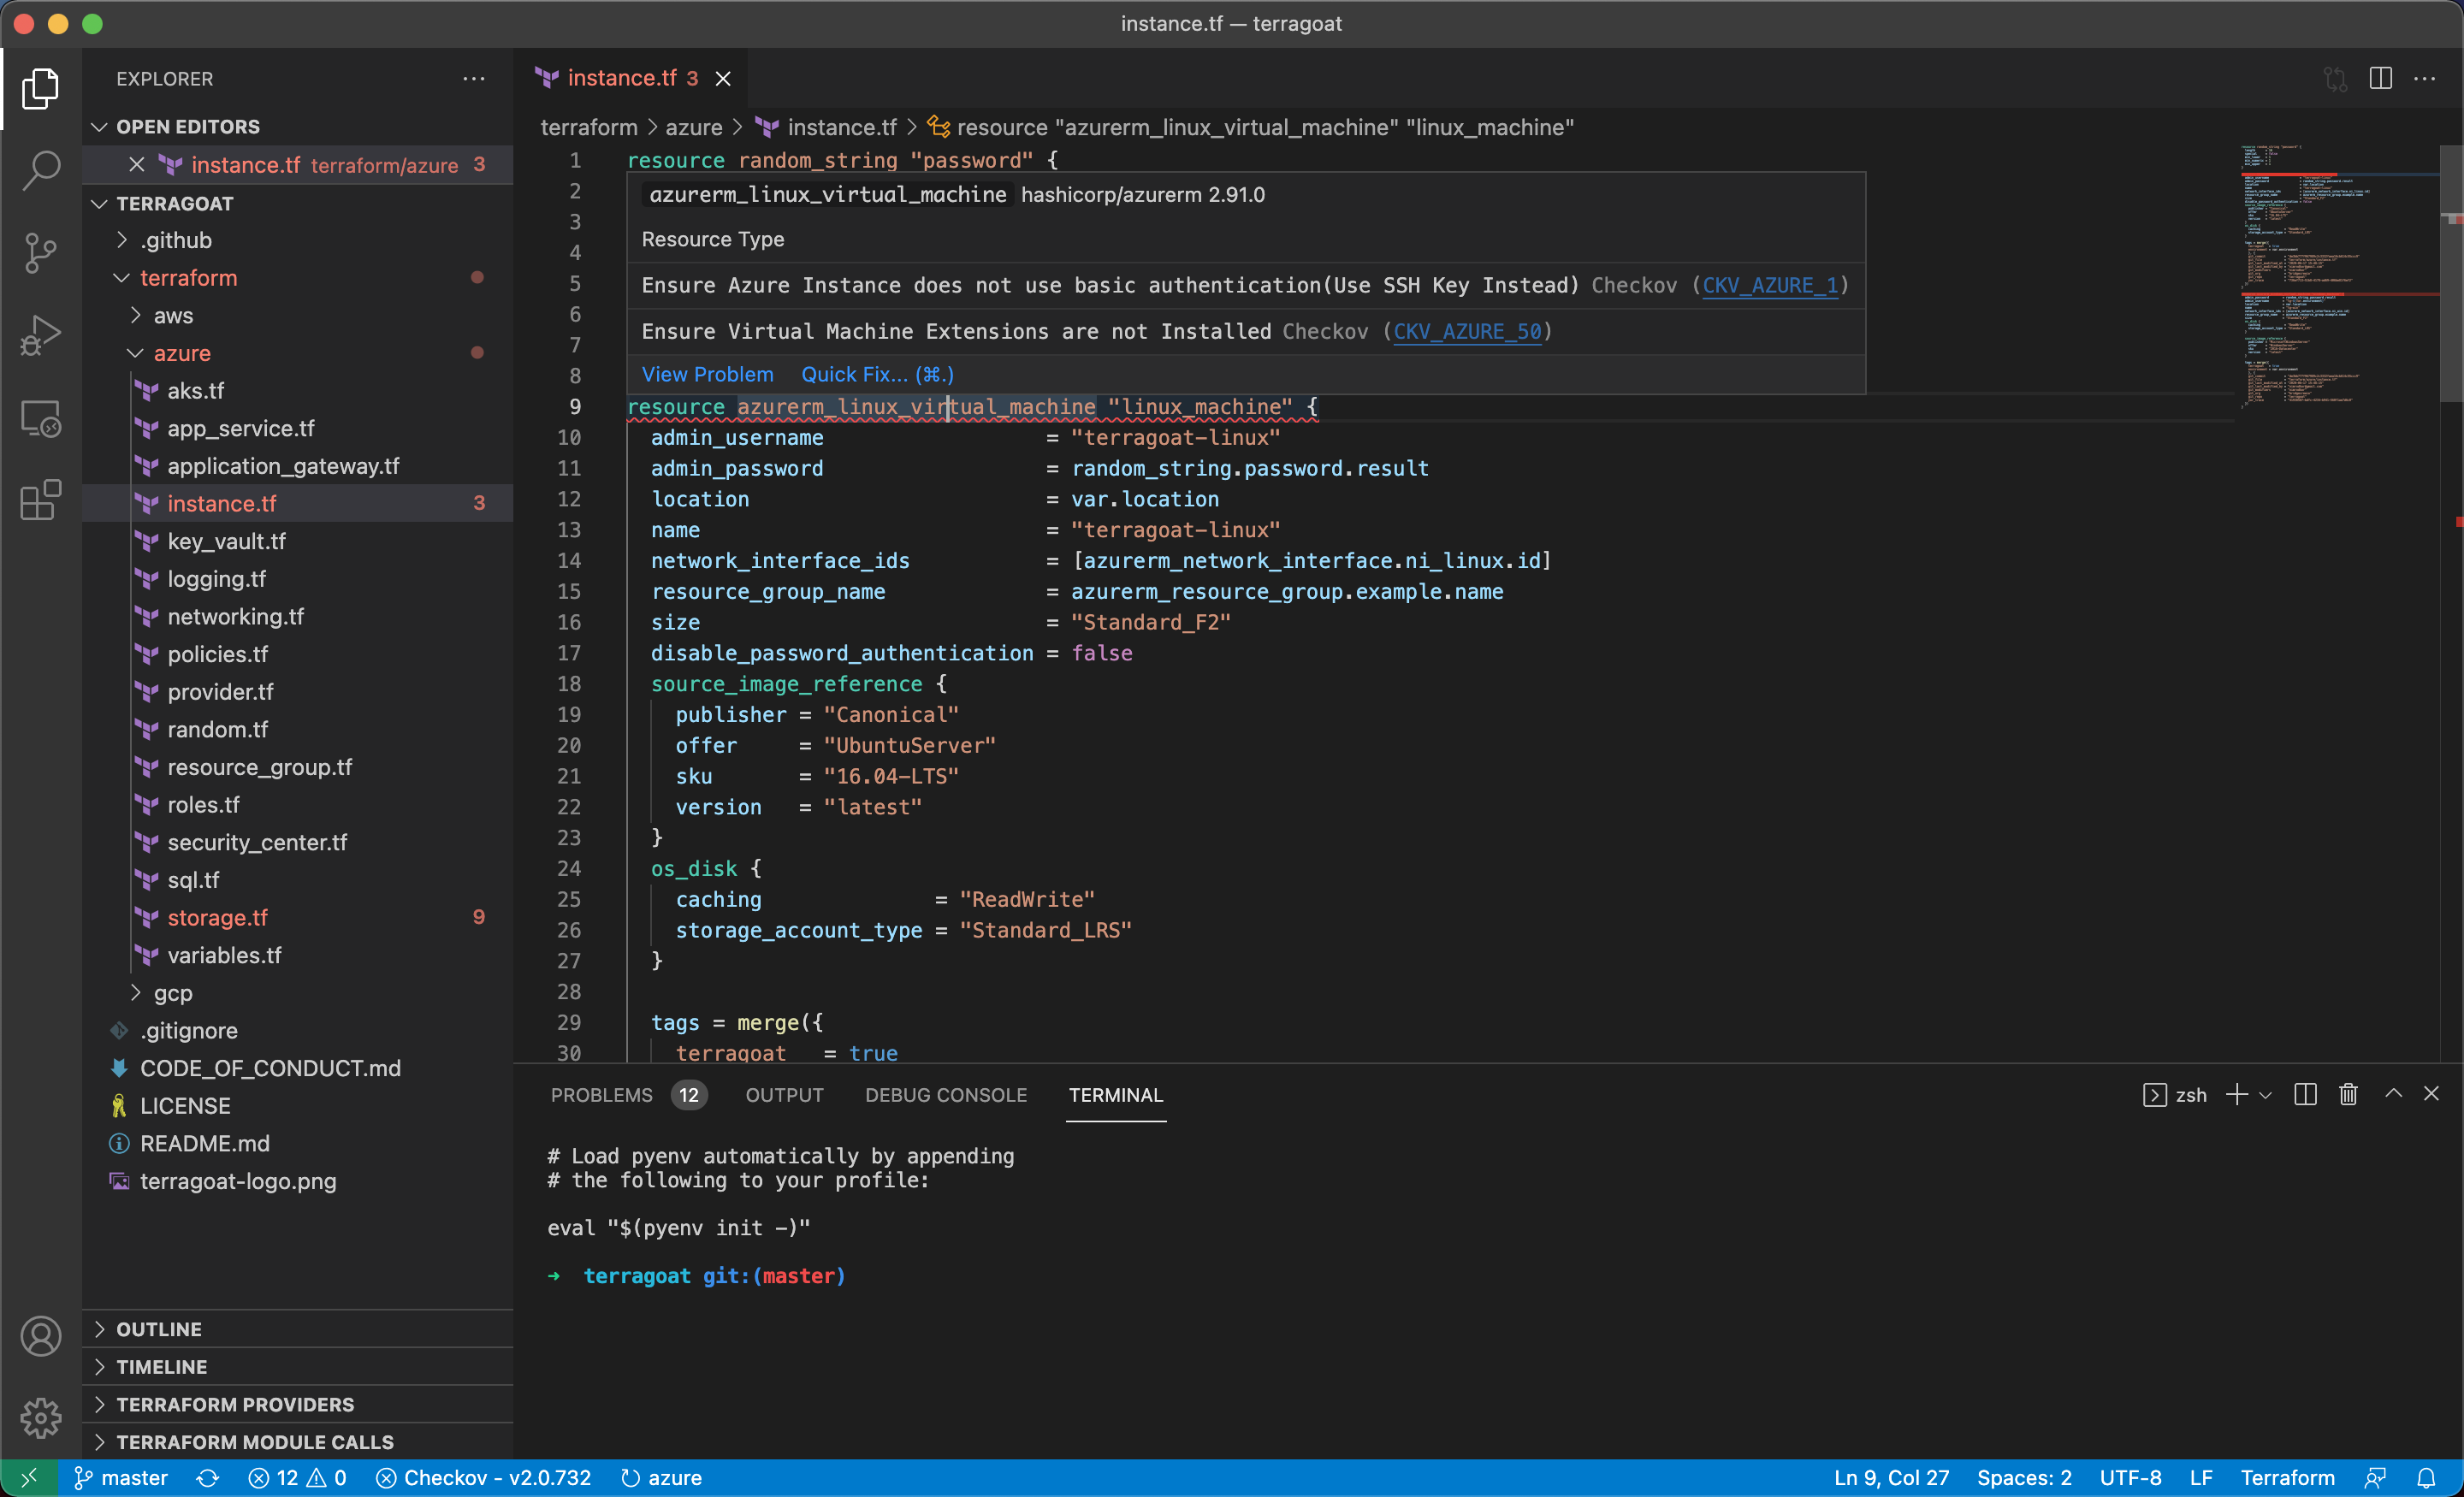 instance.tf — terragoat
EXPLORER
OPEN EDITORS
instance.tf terraform/azure 3
TERRAGOAT
.github
terraform
aws
azure
aks.tf
app_service.tf
application_gateway.tf
instance.tf 3
key_vault.tf
logging.tf
networking.tf
policies.tf
provider.tf
random.tf
resource_group.tf
roles.tf
security_center.tf
sql.tf
storage.tf 9
variables.tf
gcp
.gitignore
CODE_OF_CONDUCT.md
LICENSE
README.md
terragoat-logo.png
OUTLINE
TIMELINE
TERRAFORM PROVIDERS
TERRAFORM MODULE CALLS
instance.tf 3
terraform > azure > instance.tf > resource "azurerm_linux_virtual_machine" "linux_machine"
1 resource random_string "password" {
2
3
4
5
6
7
8
azurerm_linux_virtual_machine hashicorp/azurerm 2.91.0
Resource Type
Ensure Azure Instance does not use basic authentication(Use SSH Key Instead) Checkov (CKV_AZURE_1)
Ensure Virtual Machine Extensions are not Installed Checkov (CKV_AZURE_50)
View Problem Quick Fix... (⌘.)
9 resource azurerm_linux_virtual_machine "linux_machine" {
10 admin_username = "terragoat-linux"
11 admin_password = random_string.password.result
12 location = var.location
13 name = "terragoat-linux"
14 network_interface_ids = [azurerm_network_interface.ni_linux.id]
15 resource_group_name = azurerm_resource_group.example.name
16 size = "Standard_F2"
17 disable_password_authentication = false
18 source_image_reference {
19 publisher = "Canonical"
20 offer = "UbuntuServer"
21 sku = "16.04-LTS"
22 version = "latest"
23 }
24 os_disk {
25 caching = "ReadWrite"
26 storage_account_type = "Standard_LRS"
27 }
28
29 tags = merge({
30 terragoat = true
PROBLEMS 12 OUTPUT DEBUG CONSOLE TERMINAL zsh
# Load pyenv automatically by appending
# the following to your profile:
eval "$(pyenv init -)"
➜ terragoat git:(master)
master 12 0 Checkov - v2.0.732 azure Ln 9, Col 27 Spaces: 2 UTF-8 LF Terraform